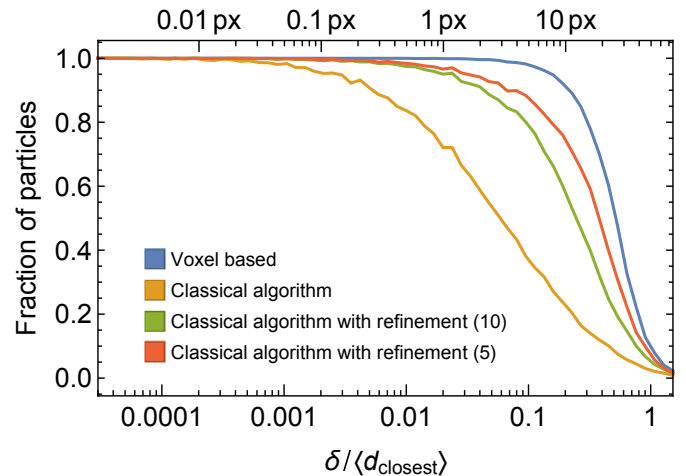 0.01 px 0.1 px 1 px 10 px
1.0
0.8
0.6
0.4
0.2
0.0
Fraction of particles
Voxel based
Classical algorithm
Classical algorithm with refinement (10)
Classical algorithm with refinement (5)
0.0001 0.001 0.01 0.1 1
δ/⟨d_closest⟩